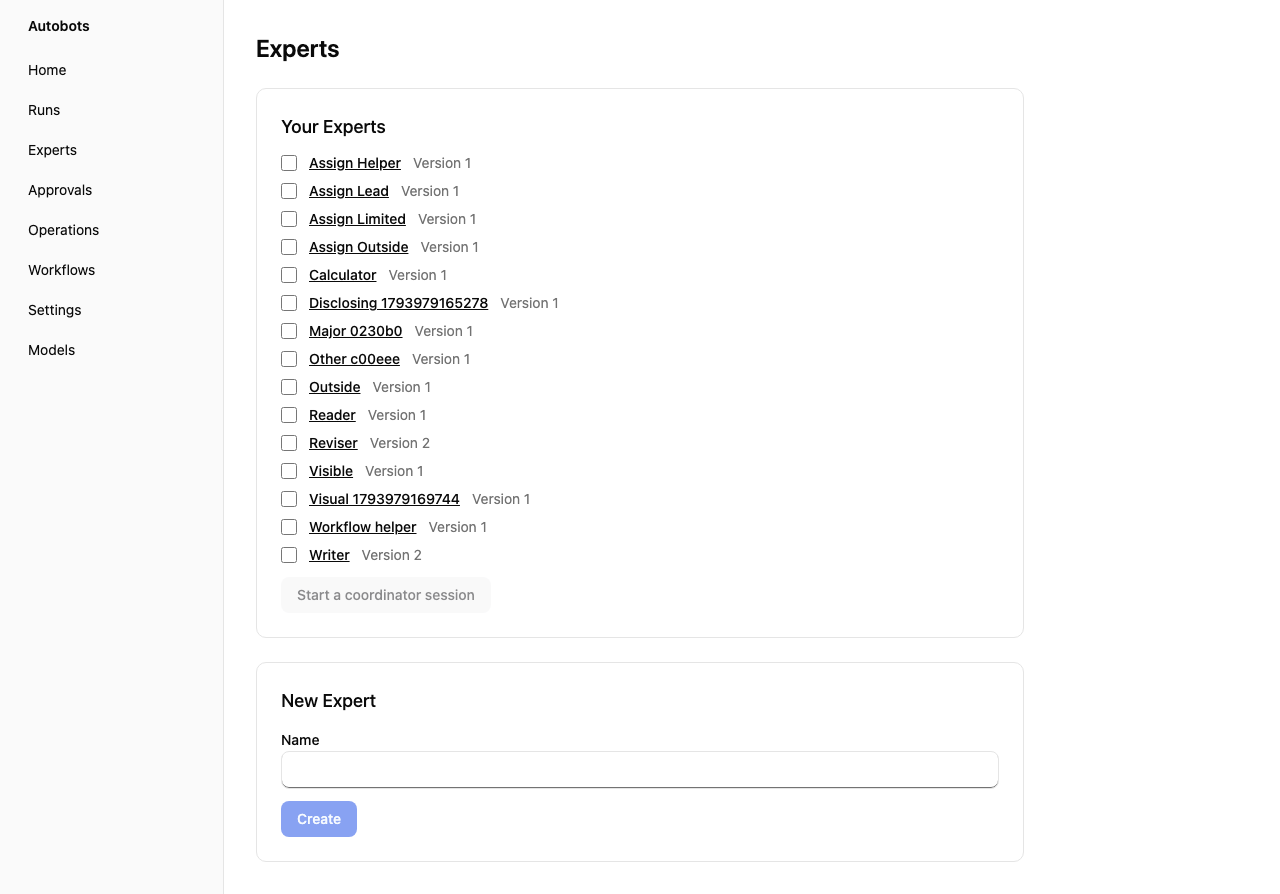 Autobots
Home
Runs
Experts
Approvals
Operations
Workflows
Settings
Models
Experts
Your Experts
Assign Helper Version 1
Assign Lead Version 1
Assign Limited Version 1
Assign Outside Version 1
Calculator Version 1
Disclosing 1793979165278 Version 1
Major 0230b0 Version 1
Other c00eee Version 1
Outside Version 1
Reader Version 1
Reviser Version 2
Visible Version 1
Visual 1793979169744 Version 1
Workflow helper Version 1
Writer Version 2
Start a coordinator session
New Expert
Name
Create